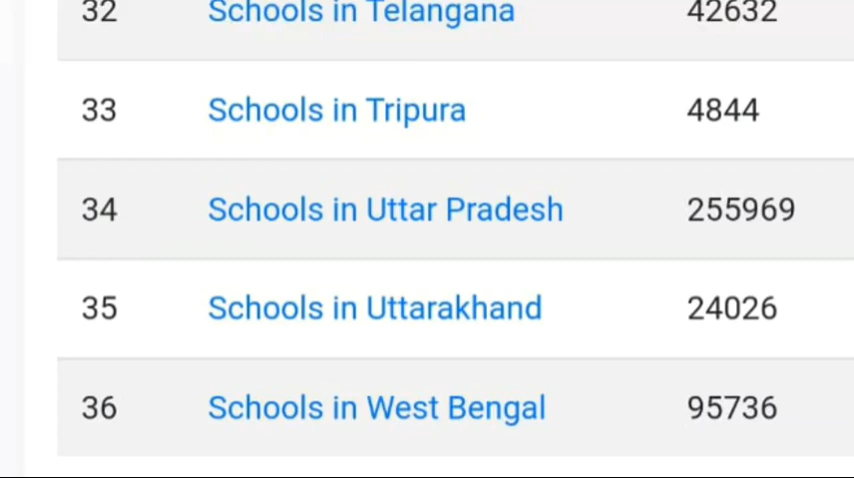 32 Schools in Telangana 42632
33 Schools in Tripura 4844
34 Schools in Uttar Pradesh 255969
35 Schools in Uttarakhand 24026
36 Schools in West Bengal 95736